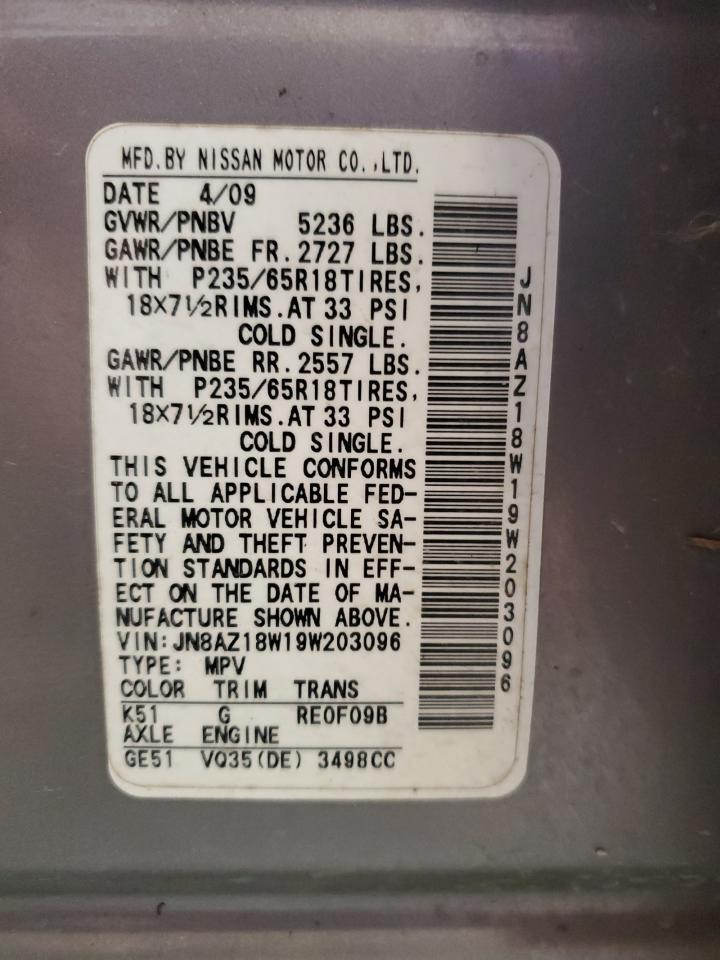 MFD.BY NISSAN MOTOR CO.,LTD.
DATE 4/09
GVWR/PNBV 5236 LBS.
GAWR/PNBE FR.2727 LBS.
WITH P235/65R18TIRES,
18X7½RIMS.AT 33 PSI
COLD SINGLE.
GAWR/PNBE RR.2557 LBS.
WITH P235/65R18TIRES,
18X7½RIMS.AT 33 PSI
COLD SINGLE.
THIS VEHICLE CONFORMS
TO ALL APPLICABLE FED-
ERAL MOTOR VEHICLE SA-
FETY AND THEFT PREVEN-
TION STANDARDS IN EFF-
ECT ON THE DATE OF MA-
NUFACTURE SHOWN ABOVE.
VIN:JN8AZ18W19W203096
TYPE: MPV
COLOR TRIM TRANS
K51 G RE0F09B
AXLE ENGINE
GE51 VQ35(DE) 3498CC
JN8AZ18W19W203096